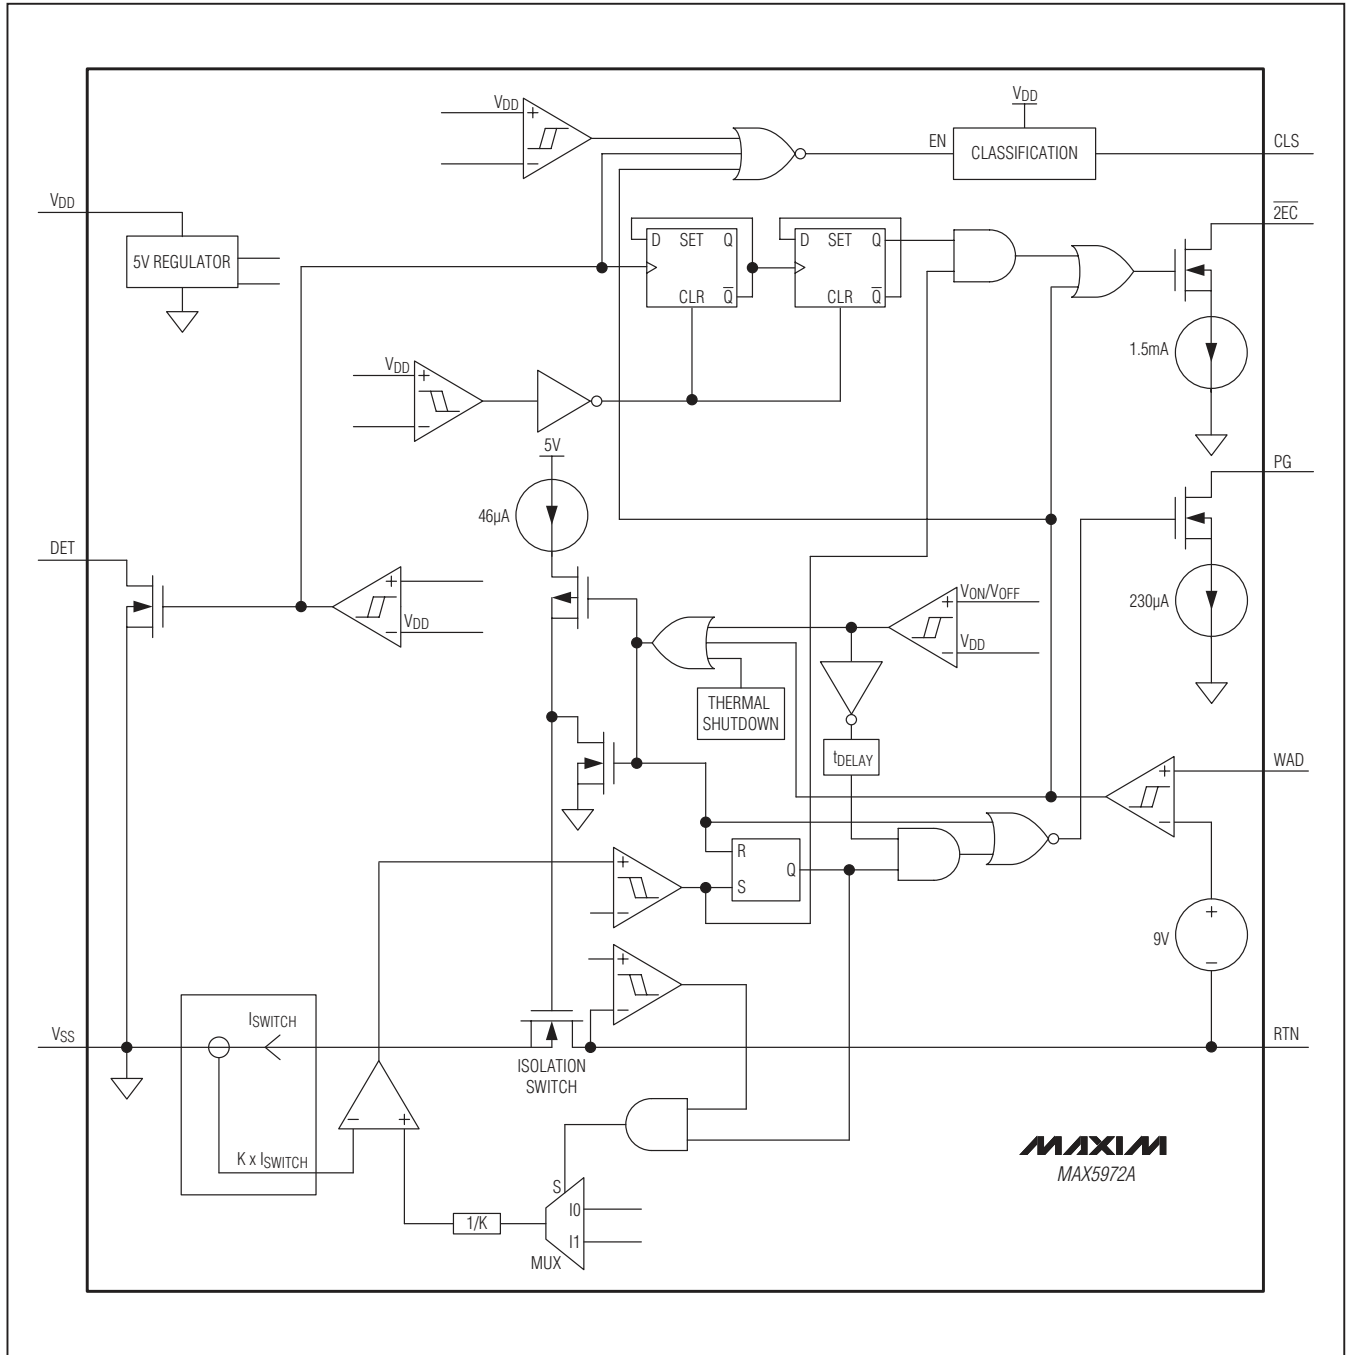 VDD
VDD
EN
CLASSIFICATION
CLS
VDD
5V REGULATOR
2EC
D SET Q
CLR Q
D SET Q
CLR Q
1.5mA
VDD
5V
46µA
PG
DET
VDD
VON/VOFF
VDD
230µA
THERMAL
SHUTDOWN
tDELAY
WAD
R
S
Q
9V
VSS
ISWITCH
ISOLATION
SWITCH
RTN
K x ISWITCH
MAXIM
MAX5972A
S
I0
I1
1/K
MUX